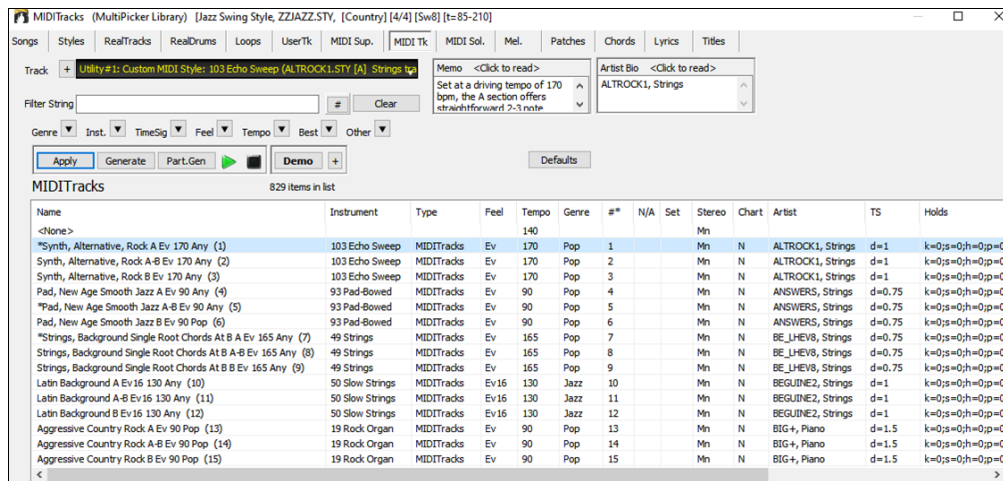 MIDITracks (MultiPicker Library) [Jazz Swing Style, ZZJAZZ.STY, [Country] [4/4] [Sw8] [t=85-210]
Songs Styles RealTracks RealDrums Loops UserTk MIDI Sup. MIDI Tk MIDI Sol. Mel. Patches Chords Lyrics Titles
Track + Utility#1: Custom MIDI Style: 103 Echo Sweep (ALTROCK1.STY [A] Strings tra
Memo <Click to read>
Set at a driving tempo of 170
bpm, the A section offers
straightforward 2-3 note
Artist Bio <Click to read>
ALTROCK1, Strings
Filter String # Clear
Genre Inst. TimeSig Feel Tempo Best Other
Apply Generate Part.Gen Demo + Defaults
MIDITracks 829 items in list
Name Instrument Type Feel Tempo Genre #* N/A Set Stereo Chart Artist TS Holds
<None> 140 Mn
*Synth, Alternative, Rock A Ev 170 Any (1) 103 Echo Sweep MIDITracks Ev 170 Pop 1 Mn N ALTROCK1, Strings d=1 k=0;s=0;h=0;p=0
Synth, Alternative, Rock A-B Ev 170 Any (2) 103 Echo Sweep MIDITracks Ev 170 Pop 2 Mn N ALTROCK1, Strings d=1 k=0;s=0;h=0;p=0
Synth, Alternative, Rock B Ev 170 Any (3) 103 Echo Sweep MIDITracks Ev 170 Pop 3 Mn N ALTROCK1, Strings d=1 k=0;s=0;h=0;p=0
Pad, New Age Smooth Jazz A Ev 90 Any (4) 93 Pad-Bowed MIDITracks Ev 90 Pop 4 Mn N ANSWERS, Strings d=0.75 k=0;s=0;h=0;p=0
*Pad, New Age Smooth Jazz A-B Ev 90 Any (5) 93 Pad-Bowed MIDITracks Ev 90 Pop 5 Mn N ANSWERS, Strings d=0.75 k=0;s=0;h=0;p=0
Pad, New Age Smooth Jazz B Ev 90 Pop (6) 93 Pad-Bowed MIDITracks Ev 90 Pop 6 Mn N ANSWERS, Strings d=0.75 k=0;s=0;h=0;p=0
*Strings, Background Single Root Chords At B A Ev 165 Any (7) 49 Strings MIDITracks Ev 165 Pop 7 Mn N BE_LHEV8, Strings d=0.75 k=0;s=0;h=0;p=0
Strings, Background Single Root Chords At B A-B Ev 165 Any (8) 49 Strings MIDITracks Ev 165 Pop 8 Mn N BE_LHEV8, Strings d=0.75 k=0;s=0;h=0;p=0
Strings, Background Single Root Chords At B B Ev 165 Any (9) 49 Strings MIDITracks Ev 165 Pop 9 Mn N BE_LHEV8, Strings d=0.75 k=0;s=0;h=0;p=0
Latin Background A Ev16 130 Any (10) 50 Slow Strings MIDITracks Ev16 130 Jazz 10 Mn N BEGUINE2, Strings d=1 k=0;s=0;h=0;p=0
Latin Background A-B Ev16 130 Any (11) 50 Slow Strings MIDITracks Ev16 130 Jazz 11 Mn N BEGUINE2, Strings d=1 k=0;s=0;h=0;p=0
Latin Background B Ev16 130 Any (12) 50 Slow Strings MIDITracks Ev16 130 Jazz 12 Mn N BEGUINE2, Strings d=1 k=0;s=0;h=0;p=0
Aggressive Country Rock A Ev 90 Pop (13) 19 Rock Organ MIDITracks Ev 90 Pop 13 Mn N BIG+, Piano d=1.5 k=0;s=0;h=0;p=0
Aggressive Country Rock A-B Ev 90 Pop (14) 19 Rock Organ MIDITracks Ev 90 Pop 14 Mn N BIG+, Piano d=1.5 k=0;s=0;h=0;p=0
Aggressive Country Rock B Ev 90 Pop (15) 19 Rock Organ MIDITracks Ev 90 Pop 15 Mn N BIG+, Piano d=1.5 k=0;s=0;h=0;p=0